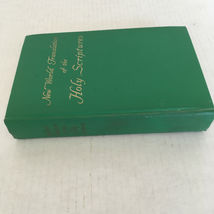 New World Translation
of the
Holy Scriptures